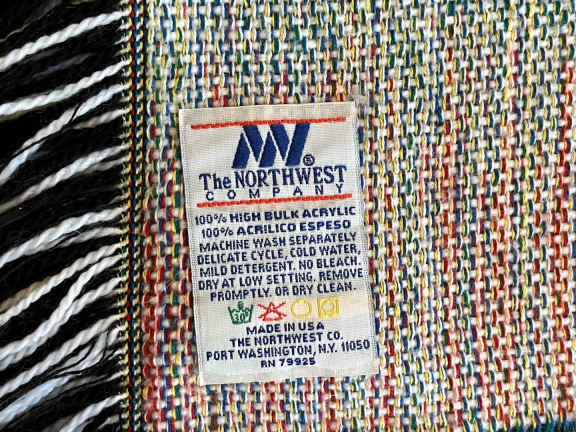 ®
The NORTHWEST
COMPANY
100% HIGH BULK ACRYLIC
100% ACRILICO ESPESO
MACHINE WASH SEPARATELY
DELICATE CYCLE, COLD WATER,
MILD DETERGENT. NO BLEACH.
DRY AT LOW SETTING. REMOVE
PROMPTLY. OR DRY CLEAN.
MADE IN USA
THE NORTHWEST CO.
PORT WASHINGTON, N.Y. 11050
RN 79925